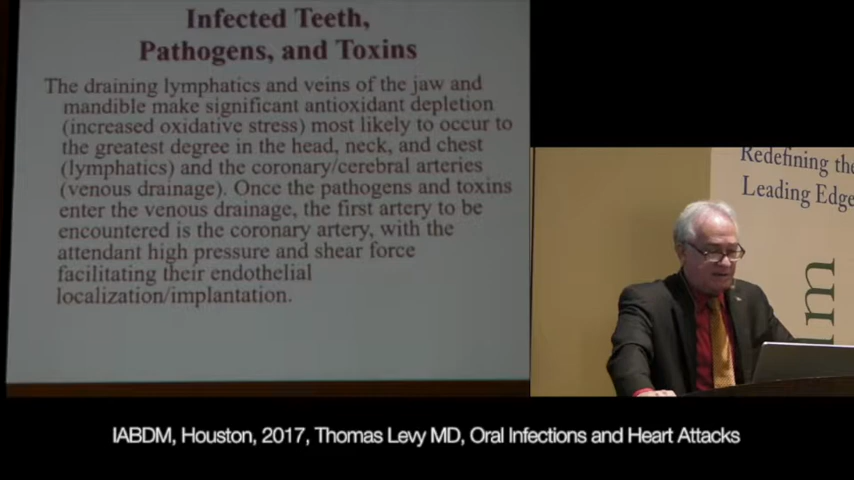 Infected Teeth,
Pathogens, and Toxins
The draining lymphatics and veins of the jaw and
mandible make significant antioxidant depletion
(increased oxidative stress) most likely to occur to
the greatest degree in the head, neck, and chest
(lymphatics) and the coronary/cerebral arteries
(venous drainage). Once the pathogens and toxins
enter the venous drainage, the first artery to be
encountered is the coronary artery, with the
attendant high pressure and shear force
facilitating their endothelial
localization/implantation.
Redefining the
Leading Edge
m
IABDM, Houston, 2017, Thomas Levy MD, Oral Infections and Heart Attacks